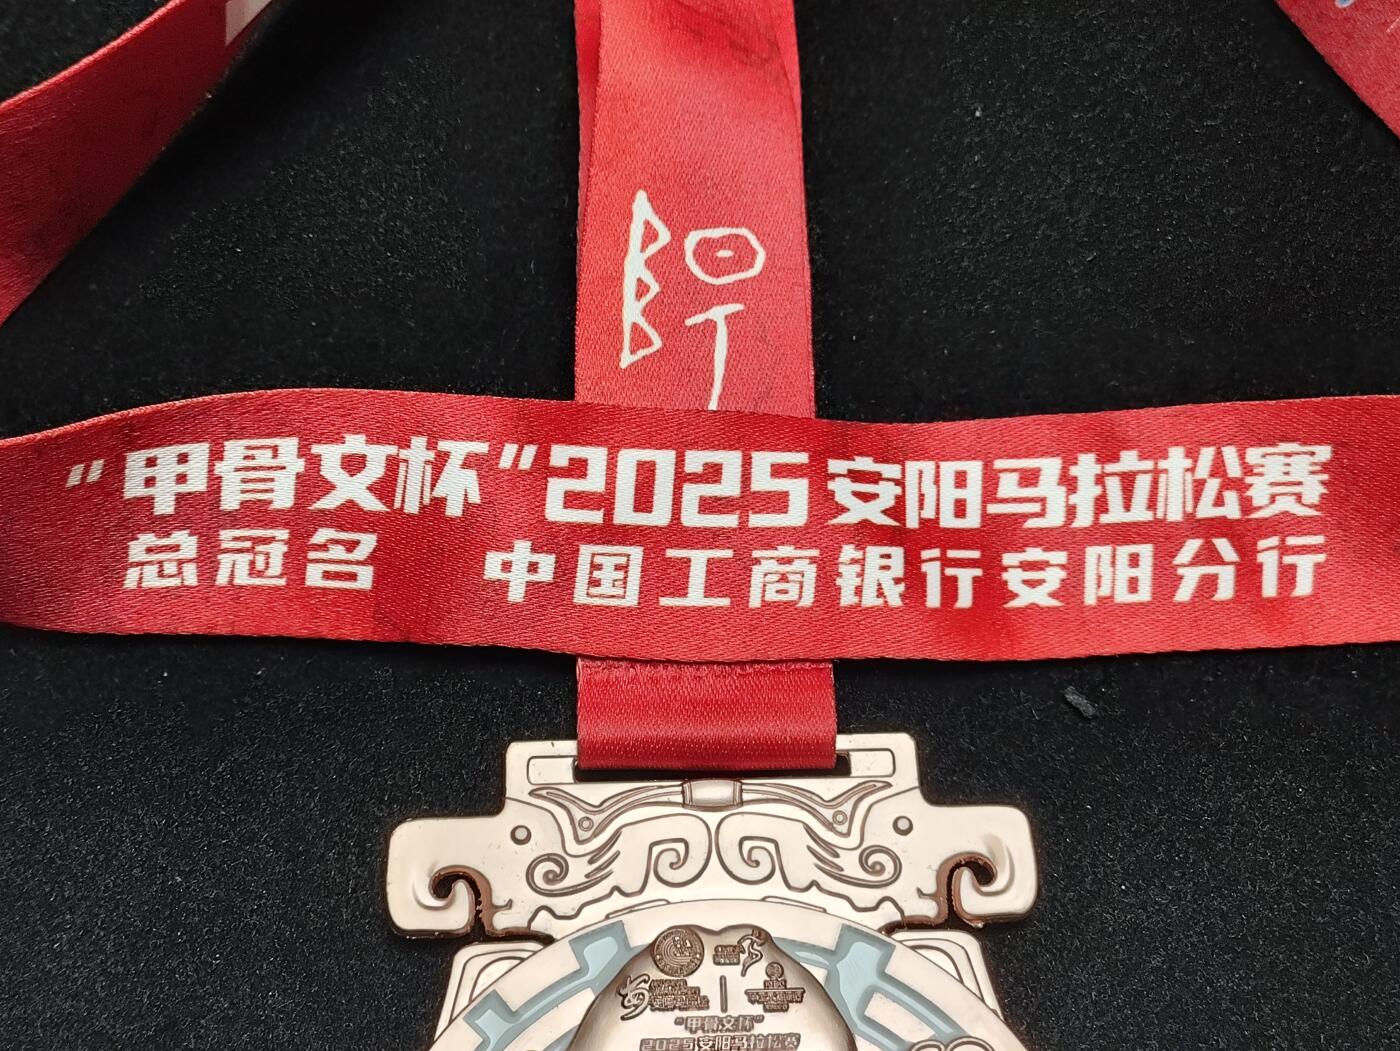 “甲骨文杯”2025安阳马拉松赛
总冠名 中国工商银行安阳分行
“甲骨文杯”
2025安阳马拉松赛